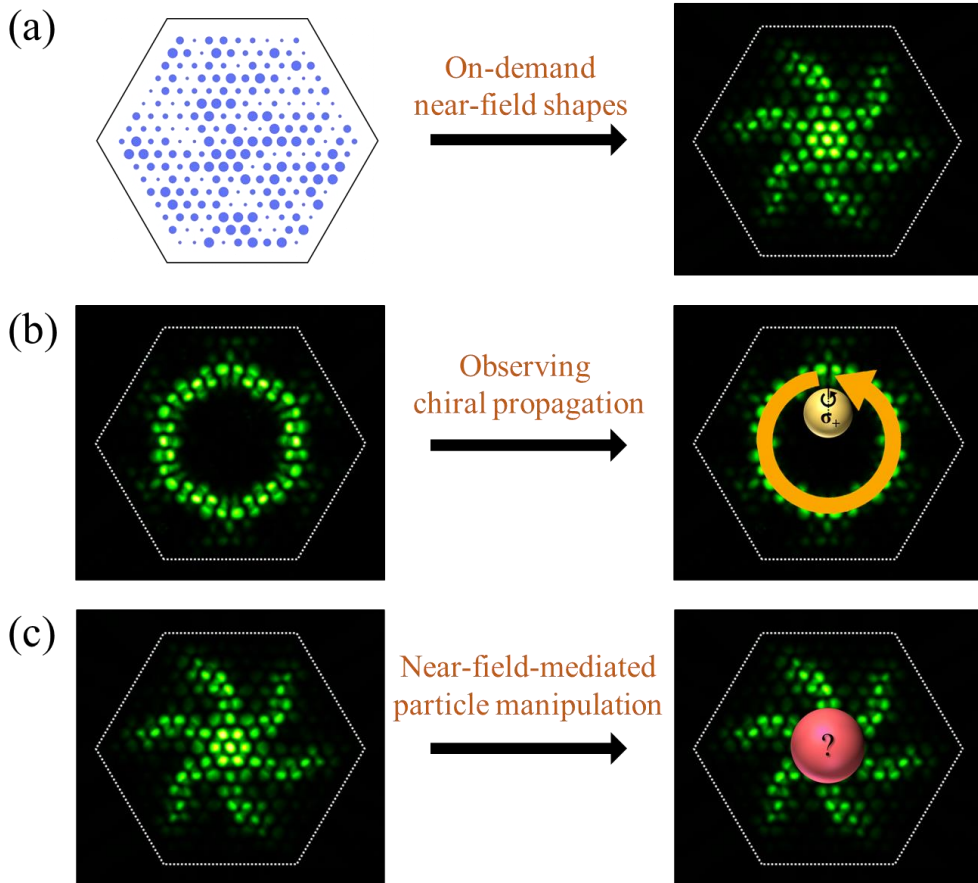 (a)
On-demand
near-field shapes
(b)
Observing
chiral propagation
σ+
(c)
Near-field-mediated
particle manipulation
?